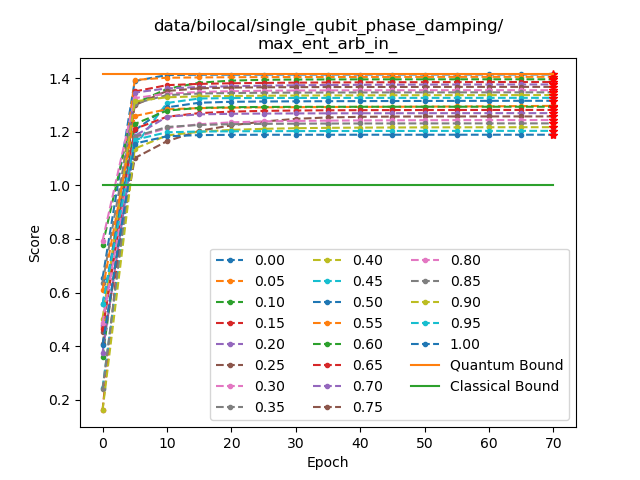 data/bilocal/single_qubit_phase_damping/
max_ent_arb_in_
Score
1.4
1.2
1.0
0.8
0.6
0.4
0.2
0.00 0.40 0.80
0.05 0.45 0.85
0.10 0.50 0.90
0.15 0.55 0.95
0.20 0.60 1.00
0.25 0.65 Quantum Bound
0.30 0.70 Classical Bound
0.35 0.75
0 10 20 30 40 50 60 70
Epoch